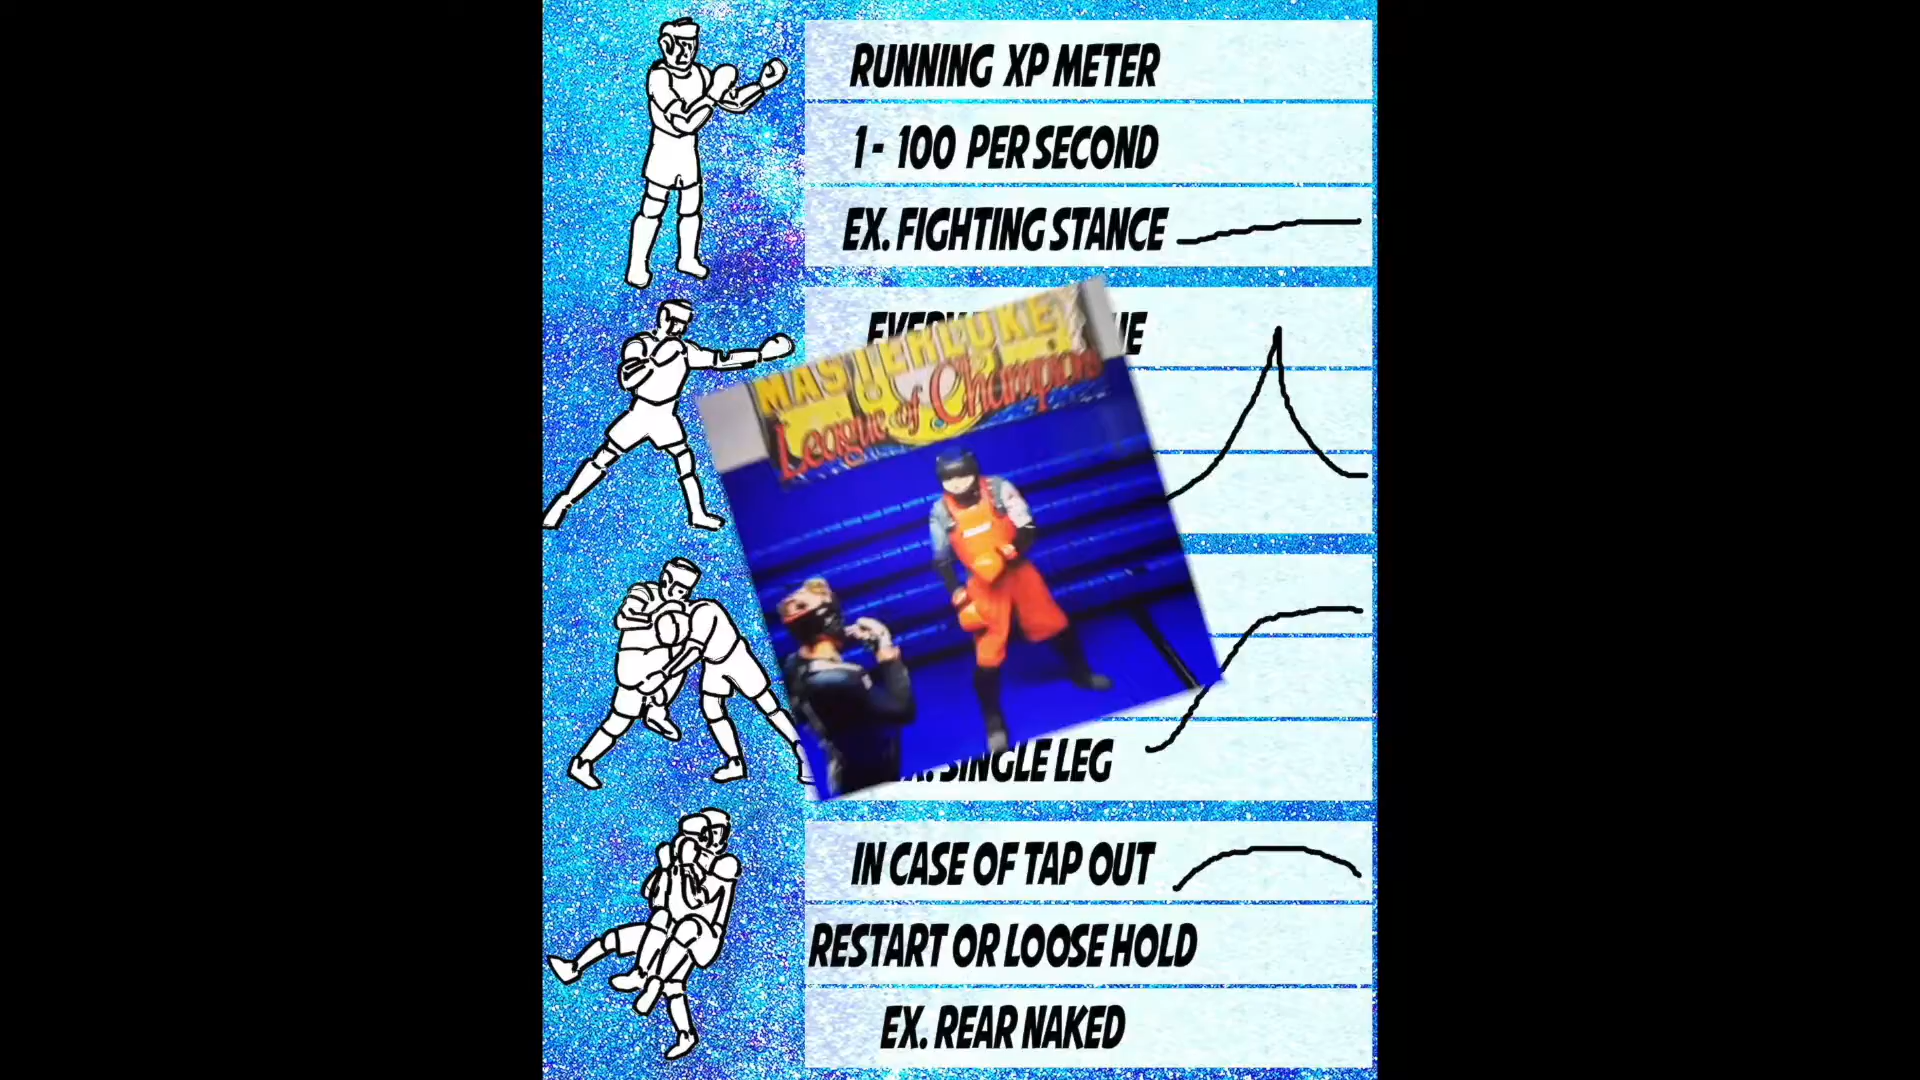 RUNNING XP METER
1 - 100 PER SECOND
EX. FIGHTING STANCE
MASTERLUKE
League of Champions
SINGLE LEG
IN CASE OF TAP OUT
RESTART OR LOOSE HOLD
EX. REAR NAKED